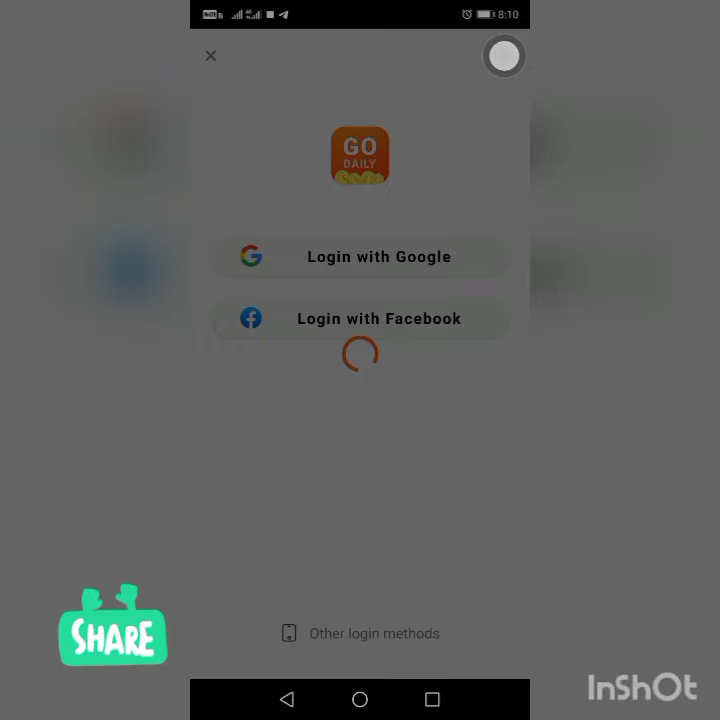 8:10
GO
DAILY
Login with Google
Login with Facebook
Other login methods
SHARE
InShOt